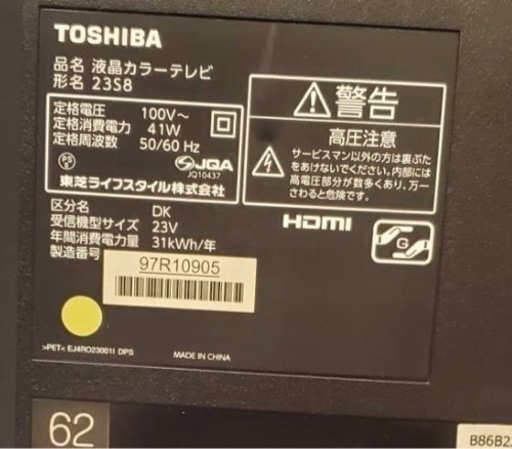 TOSHIBA
品名 液晶カラーテレビ
形名 23S8
定格電圧 100V~
定格消費電力 41W
定格周波数 50/60 Hz
PS
E
JQA
JQ10437
東芝ライフスタイル株式会社
警告
高圧注意
サービスマン以外の方は裏ぶた
をあけないでください。内部には
高電圧部分が数多くあり、万一
さわると危険です。
区分名 DK
受信機型サイズ 23V
年間消費電力量 31kWh/年
製造番号
97R10905
HDMI
G
>PET< EJ4RO23001I DPS
MADE IN CHINA
62
B86B2